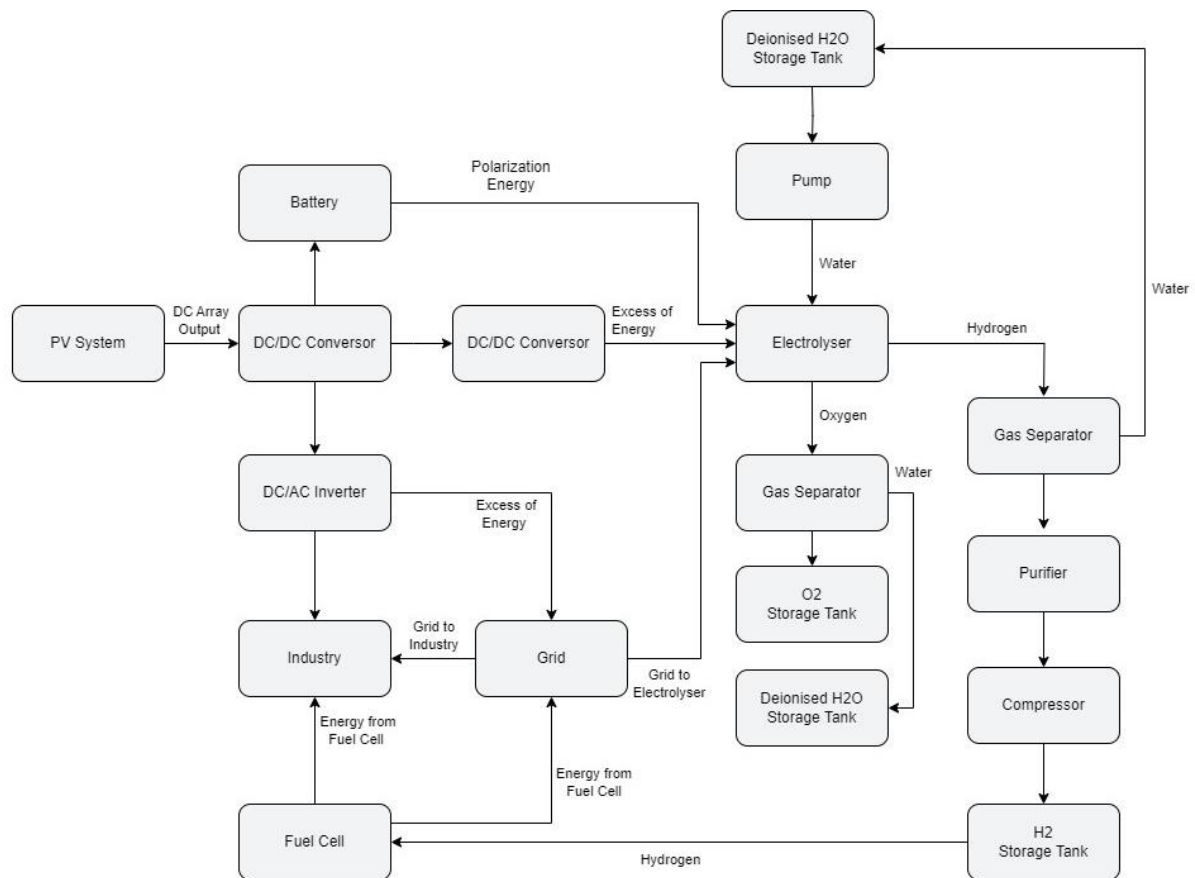 Deionised H2O
Storage Tank
Pump
Water
Water
Battery
Polarization
Energy
PV System
DC Array
Output
DC/DC Conversor
DC/DC Conversor
Excess of
Energy
Electrolyser
Hydrogen
Oxygen
Gas Separator
Water
Gas Separator
DC/AC Inverter
Excess of
Energy
Purifier
O2
Storage Tank
Industry
Grid to
Industry
Grid
Grid to
Electrolyser
Deionised H2O
Storage Tank
Compressor
Energy from
Fuel Cell
Energy from
Fuel Cell
Fuel Cell
Hydrogen
H2
Storage Tank